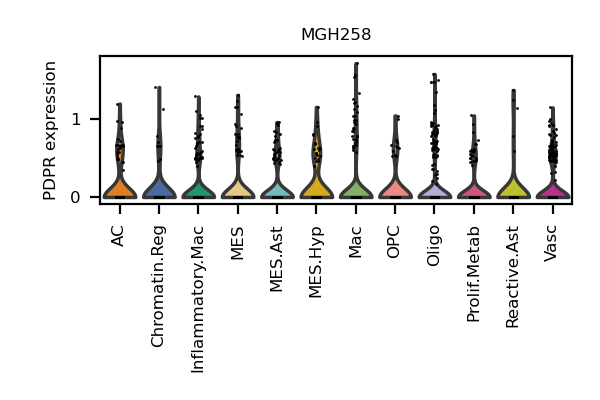 MGH258
PDPR expression
1
0
AC
Chromatin.Reg
Inflammatory.Mac
MES
MES.Ast
MES.Hyp
Mac
OPC
Oligo
Prolif.Metab
Reactive.Ast
Vasc